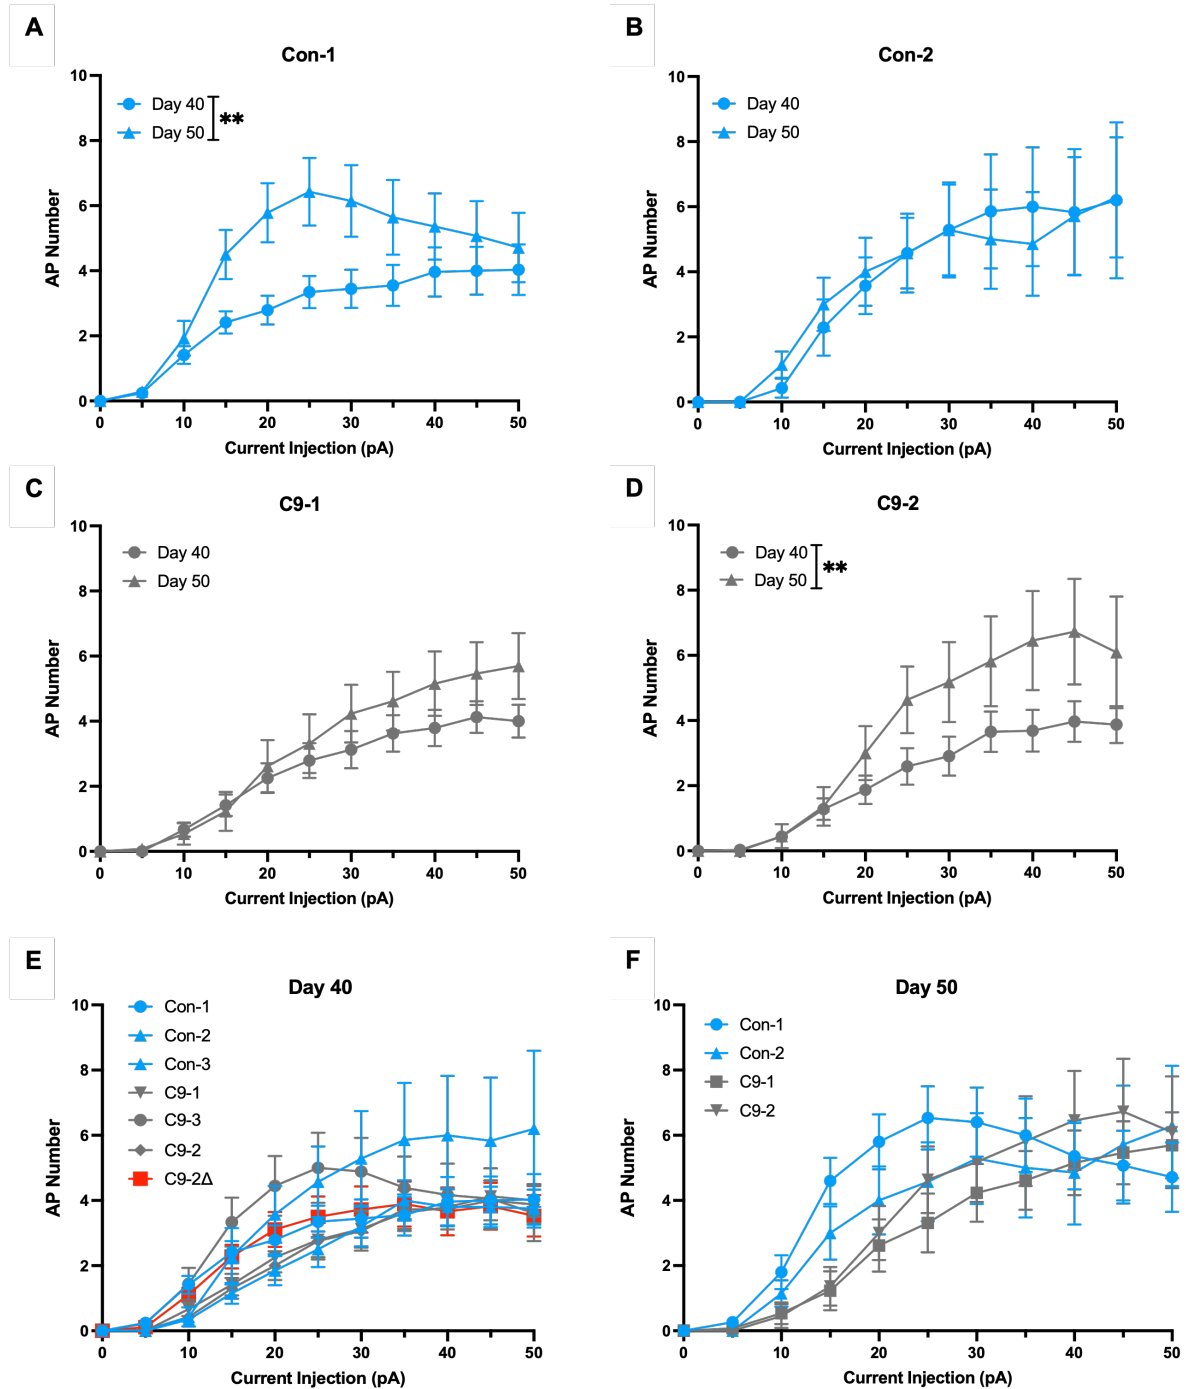 A
Con-1
Day 40
Day 50
**
AP Number
10
8
6
4
2
0
0 10 20 30 40 50
Current Injection (pA)
B
Con-2
Day 40
Day 50
AP Number
10
8
6
4
2
0
0 10 20 30 40 50
Current Injection (pA)
C
C9-1
Day 40
Day 50
AP Number
10
8
6
4
2
0
0 10 20 30 40 50
Current Injection (pA)
D
C9-2
Day 40
Day 50
**
AP Number
10
8
6
4
2
0
0 10 20 30 40 50
Current Injection (pA)
E
Day 40
Con-1
Con-2
Con-3
C9-1
C9-3
C9-2
C9-2Δ
AP Number
10
8
6
4
2
0
0 10 20 30 40 50
Current Injection (pA)
F
Day 50
Con-1
Con-2
C9-1
C9-2
AP Number
10
8
6
4
2
0
0 10 20 30 40 50
Current Injection (pA)